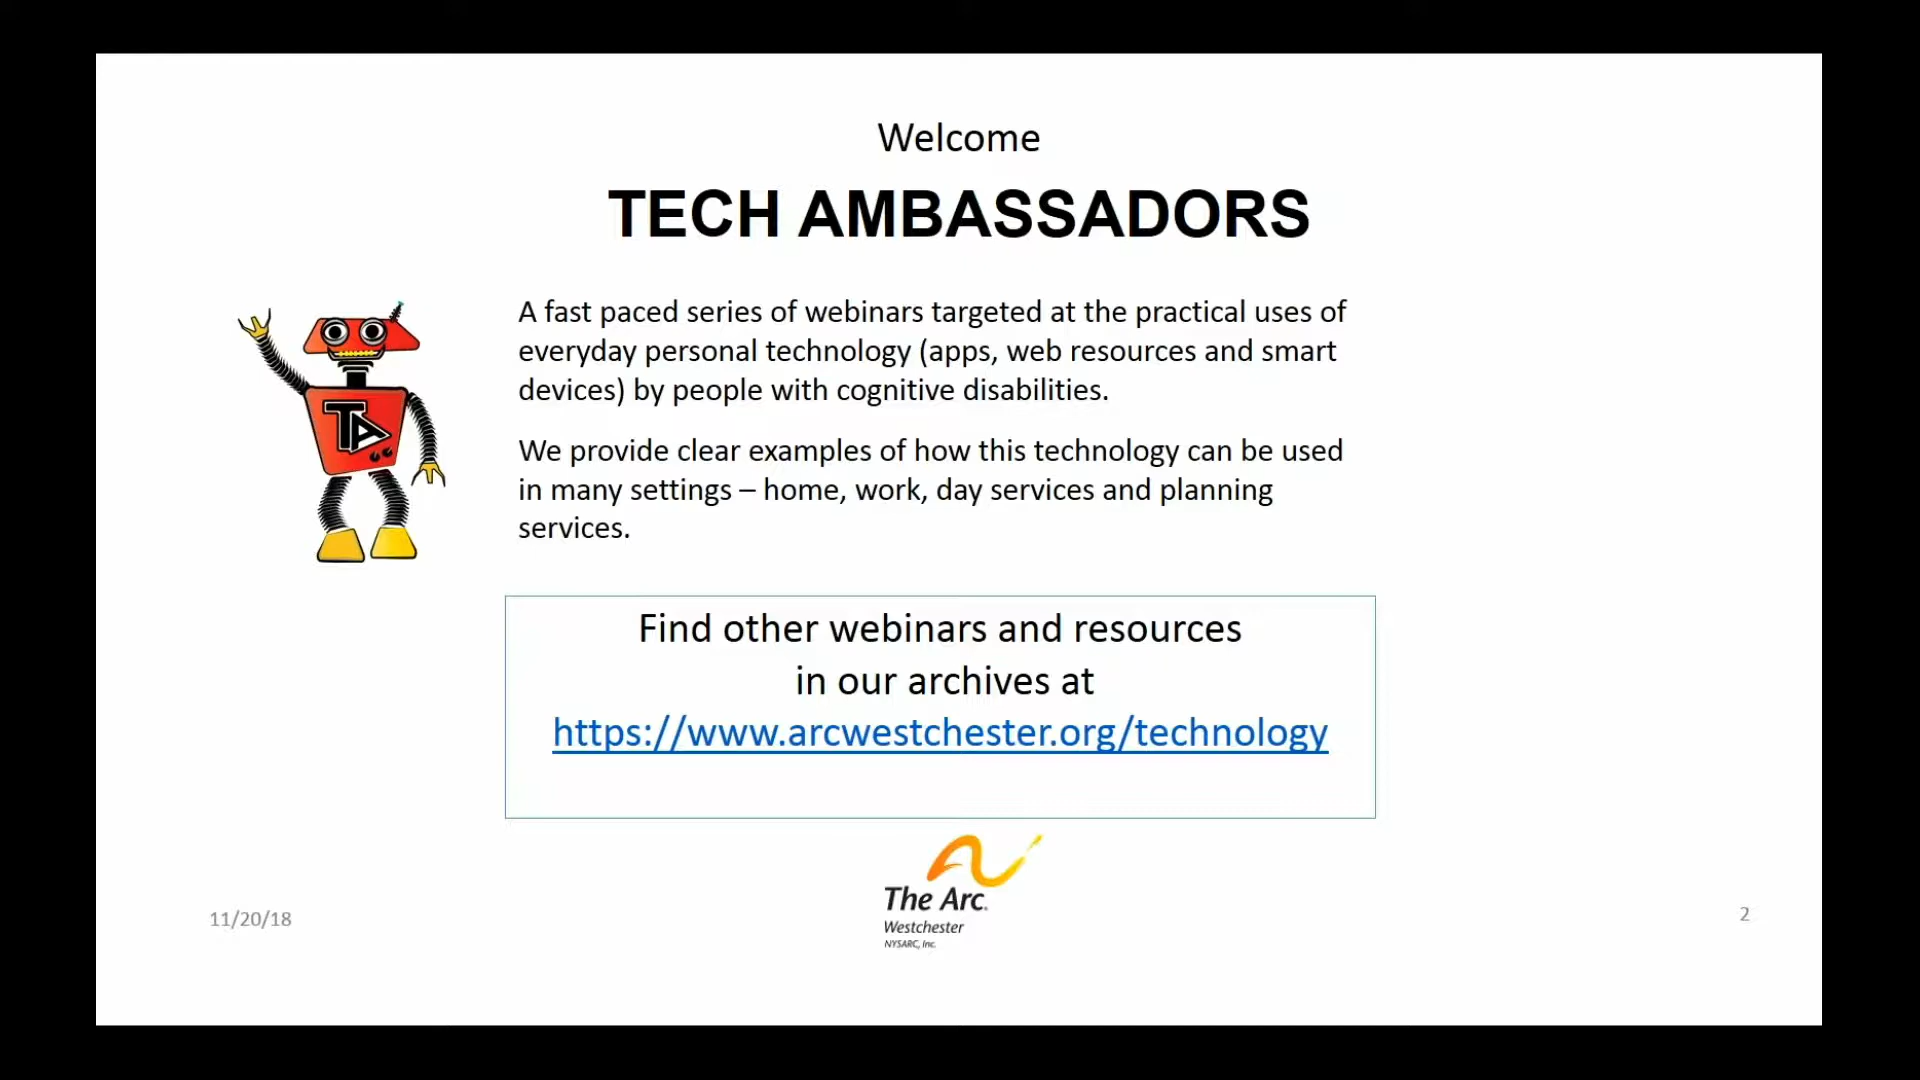 Welcome
TECH AMBASSADORS
TA
A fast paced series of webinars targeted at the practical uses of
everyday personal technology (apps, web resources and smart
devices) by people with cognitive disabilities.
We provide clear examples of how this technology can be used
in many settings – home, work, day services and planning
services.
Find other webinars and resources
in our archives at
https://www.arcwestchester.org/technology
The Arc.
Westchester
NYSARC, Inc.
11/20/18
2